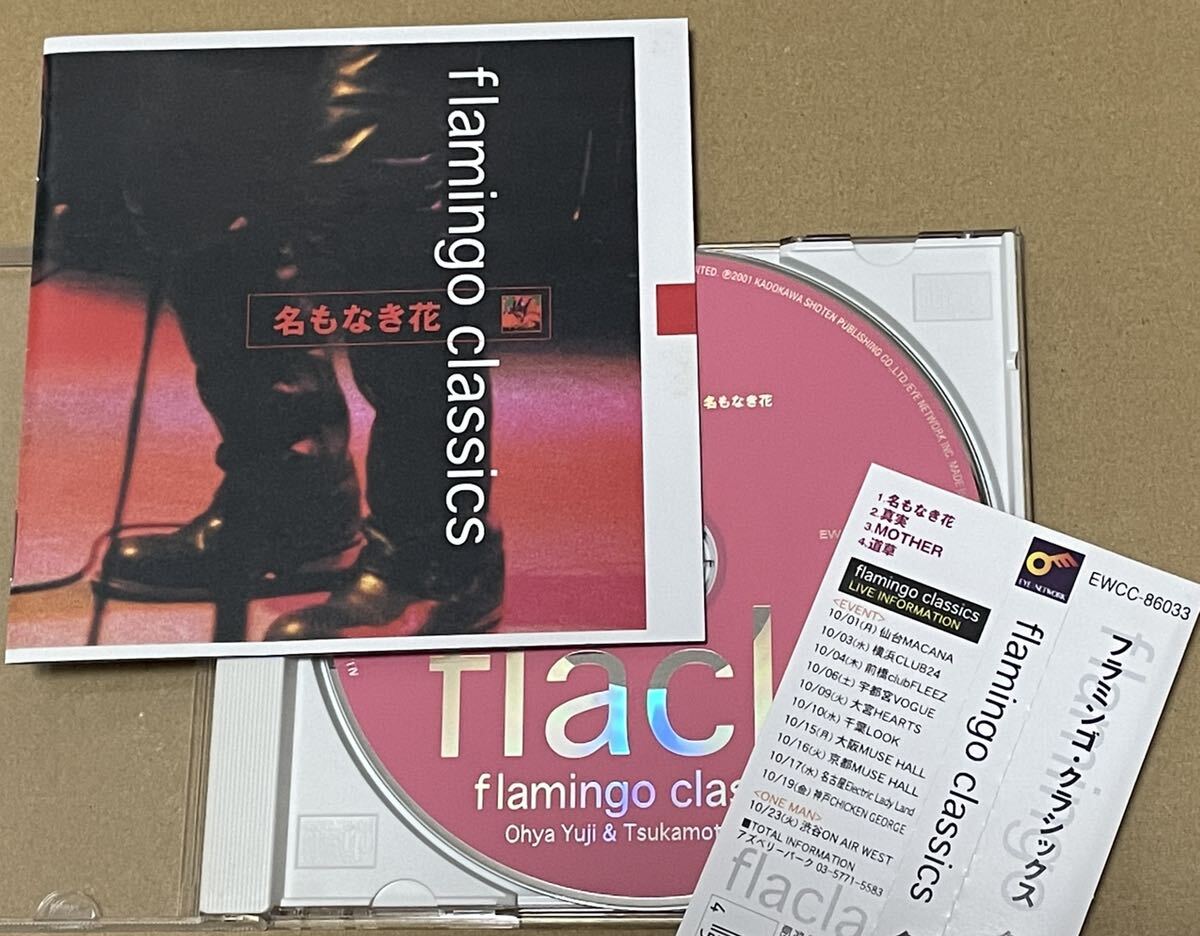 flamingo classics
名もなき花
NTED. ℗2001 KADOKAWA SHOTEN PUBLISHING CO.,LTD./EYE NETWORK INC. MADE
名もなき花
EW
IN
flacl
flamingo clas
Ohya Yuji & Tsukamot
1.名もなき花
2.真実
3.MOTHER
4.道草
flamingo classics
LIVE INFORMATION
<EVENT>
10/01(月) 仙台MACANA
10/03(水) 横浜CLUB24
10/04(木) 前橋clubFLEEZ
10/06(土) 宇都宮VOGUE
10/09(火) 大宮HEARTS
10/10(水) 千葉LOOK
10/15(月) 大阪MUSE HALL
10/16(火) 京都MUSE HALL
10/17(水) 名古屋Electric Lady Land
10/19(金) 神戸CHICKEN GEORGE
<ONE MAN>
10/23(火) 渋谷ON AIR WEST
■TOTAL INFORMATION
アズベリーパーク 03-5771-5583
flacla
4
EYE NETWORK
EWCC-86033
flamingo classics
フラミンゴ・クラシックス
flamingo